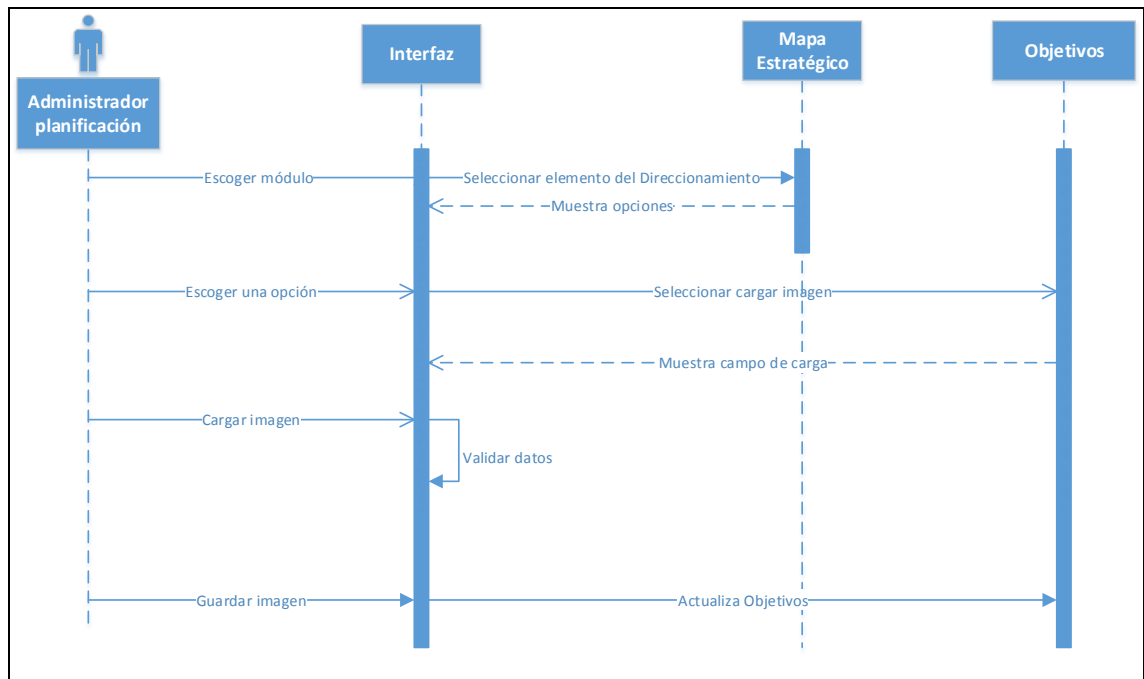 Administrador
planificación
Interfaz
Mapa
Estratégico
Objetivos
Escoger módulo
Seleccionar elemento del Direccionamiento
Muestra opciones
Escoger una opción
Seleccionar cargar imagen
Muestra campo de carga
Cargar imagen
Validar datos
Guardar imagen
Actualiza Objetivos